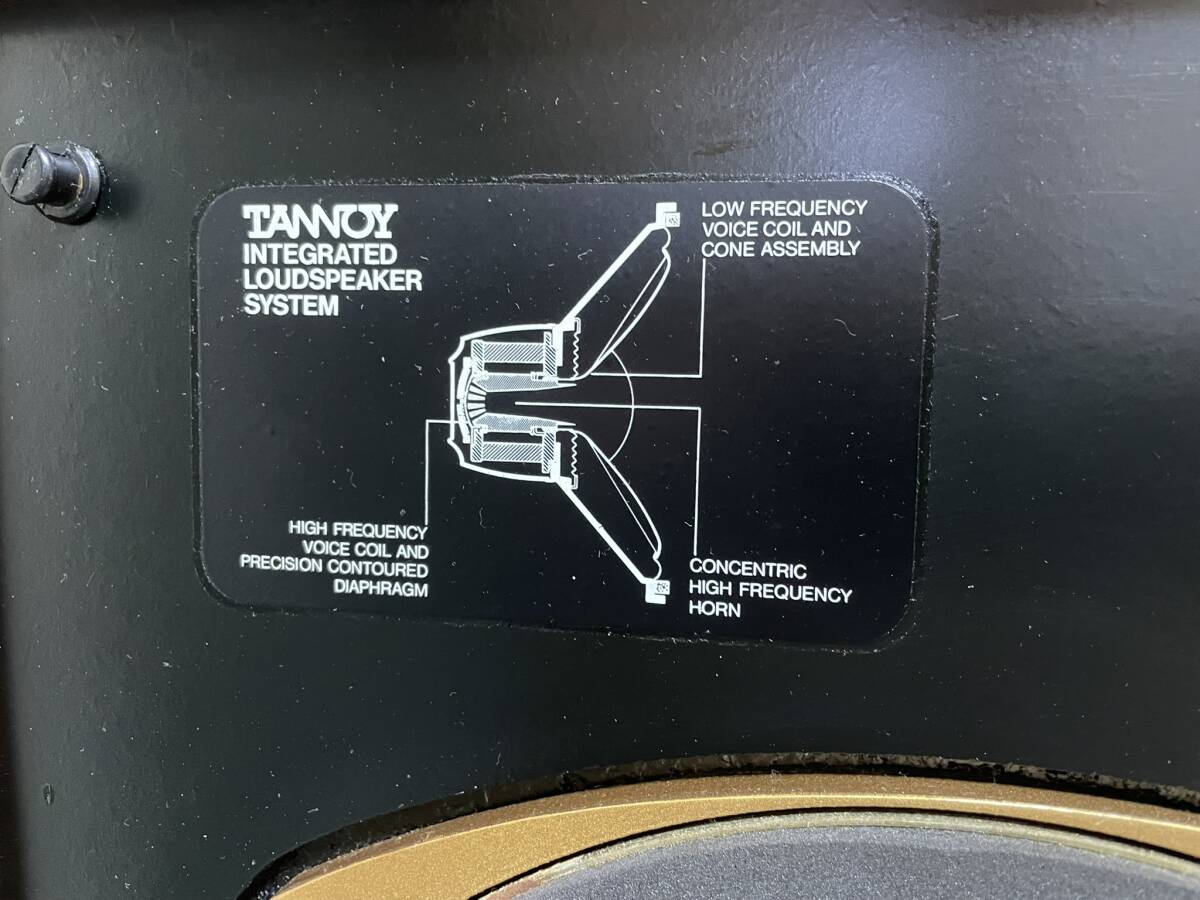 TANNOY
INTEGRATED
LOUDSPEAKER
SYSTEM
LOW FREQUENCY
VOICE COIL AND
CONE ASSEMBLY
HIGH FREQUENCY
VOICE COIL AND
PRECISION CONTOURED
DIAPHRAGM
CONCENTRIC
HIGH FREQUENCY
HORN